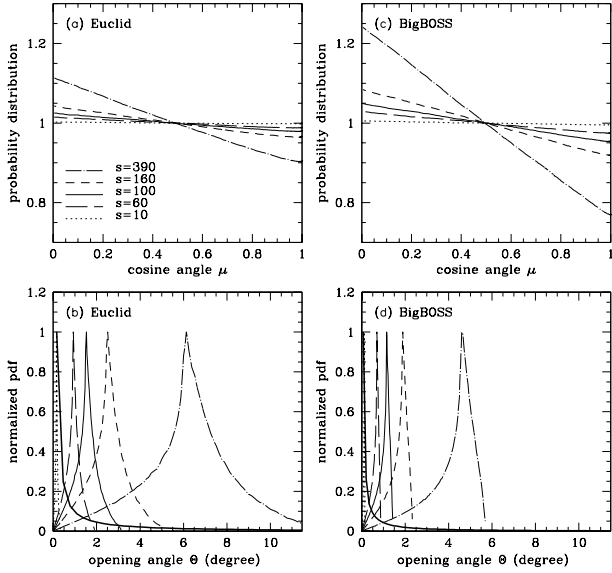 (a) Euclid
(c) BigBOSS
probability distribution
1.2
1
0.8
s=390
s=160
s=100
s=60
s=10
0 0.2 0.4 0.6 0.8 1
cosine angle μ
probability distribution
1.2
1
0.8
0 0.2 0.4 0.6 0.8 1
cosine angle μ
(b) Euclid
(d) BigBOSS
normalized pdf
1.2
1
0.8
0.6
0.4
0.2
0
0 2 4 6 8 10
opening angle Θ (degree)
normalized pdf
1.2
1
0.8
0.6
0.4
0.2
0
0 2 4 6 8 10
opening angle Θ (degree)